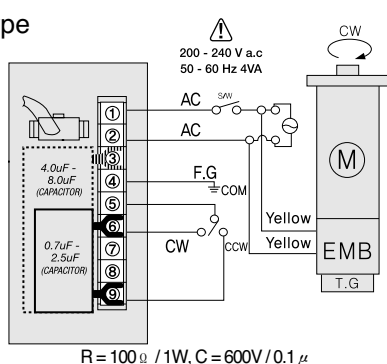 pe
200 - 240 V a.c
50 - 60 Hz 4VA
CW
AC
S/W
①
AC
②
③
4.0uF -
8.0uF
(CAPACITOR)
④
F.G
COM
M
⑤
⑥
Yellow
CW
CCW
Yellow
0.7uF -
2.5uF
(CAPACITOR)
⑦
EMB
⑧
T.G
⑨
R = 100 Ω / 1W, C = 600V / 0.1 μ